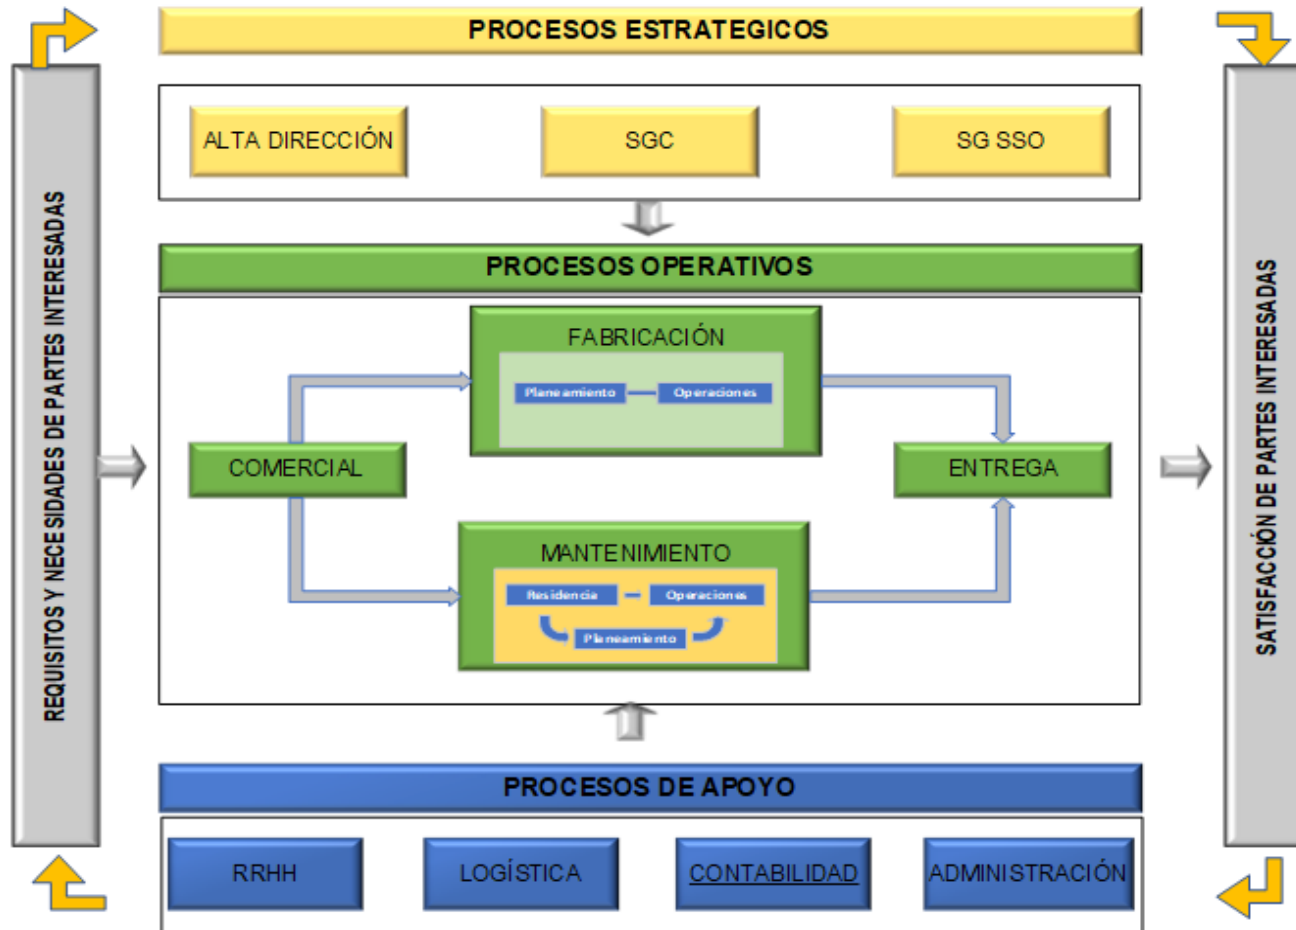 PROCESOS ESTRATEGICOS
ALTA DIRECCIÓN
SGC
SG SSO
REQUISITOS Y NECESIDADES DE PARTES INTERESADAS
PROCESOS OPERATIVOS
FABRICACIÓN
Planeamiento
Operaciones
COMERCIAL
ENTREGA
MANTENIMIENTO
Residencia
Operaciones
Planeamiento
SATISFACCIÓN DE PARTES INTERESADAS
PROCESOS DE APOYO
RRHH
LOGÍSTICA
CONTABILIDAD
ADMINISTRACIÓN